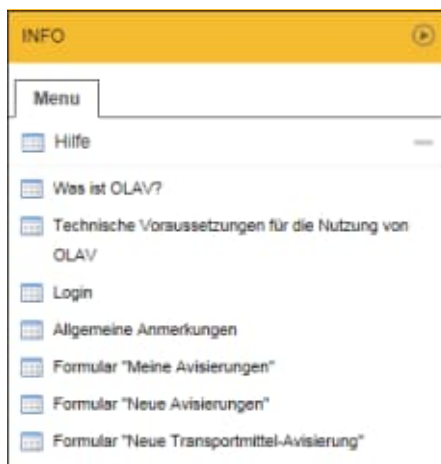 INFO
Menu
Hilfe
Was ist OLAV?
Technische Voraussetzungen für die Nutzung von
OLAV
Login
Allgemeine Anmerkungen
Formular "Meine Avisierungen"
Formular "Neue Avisierungen"
Formular "Neue Transportmittel-Avisierung"